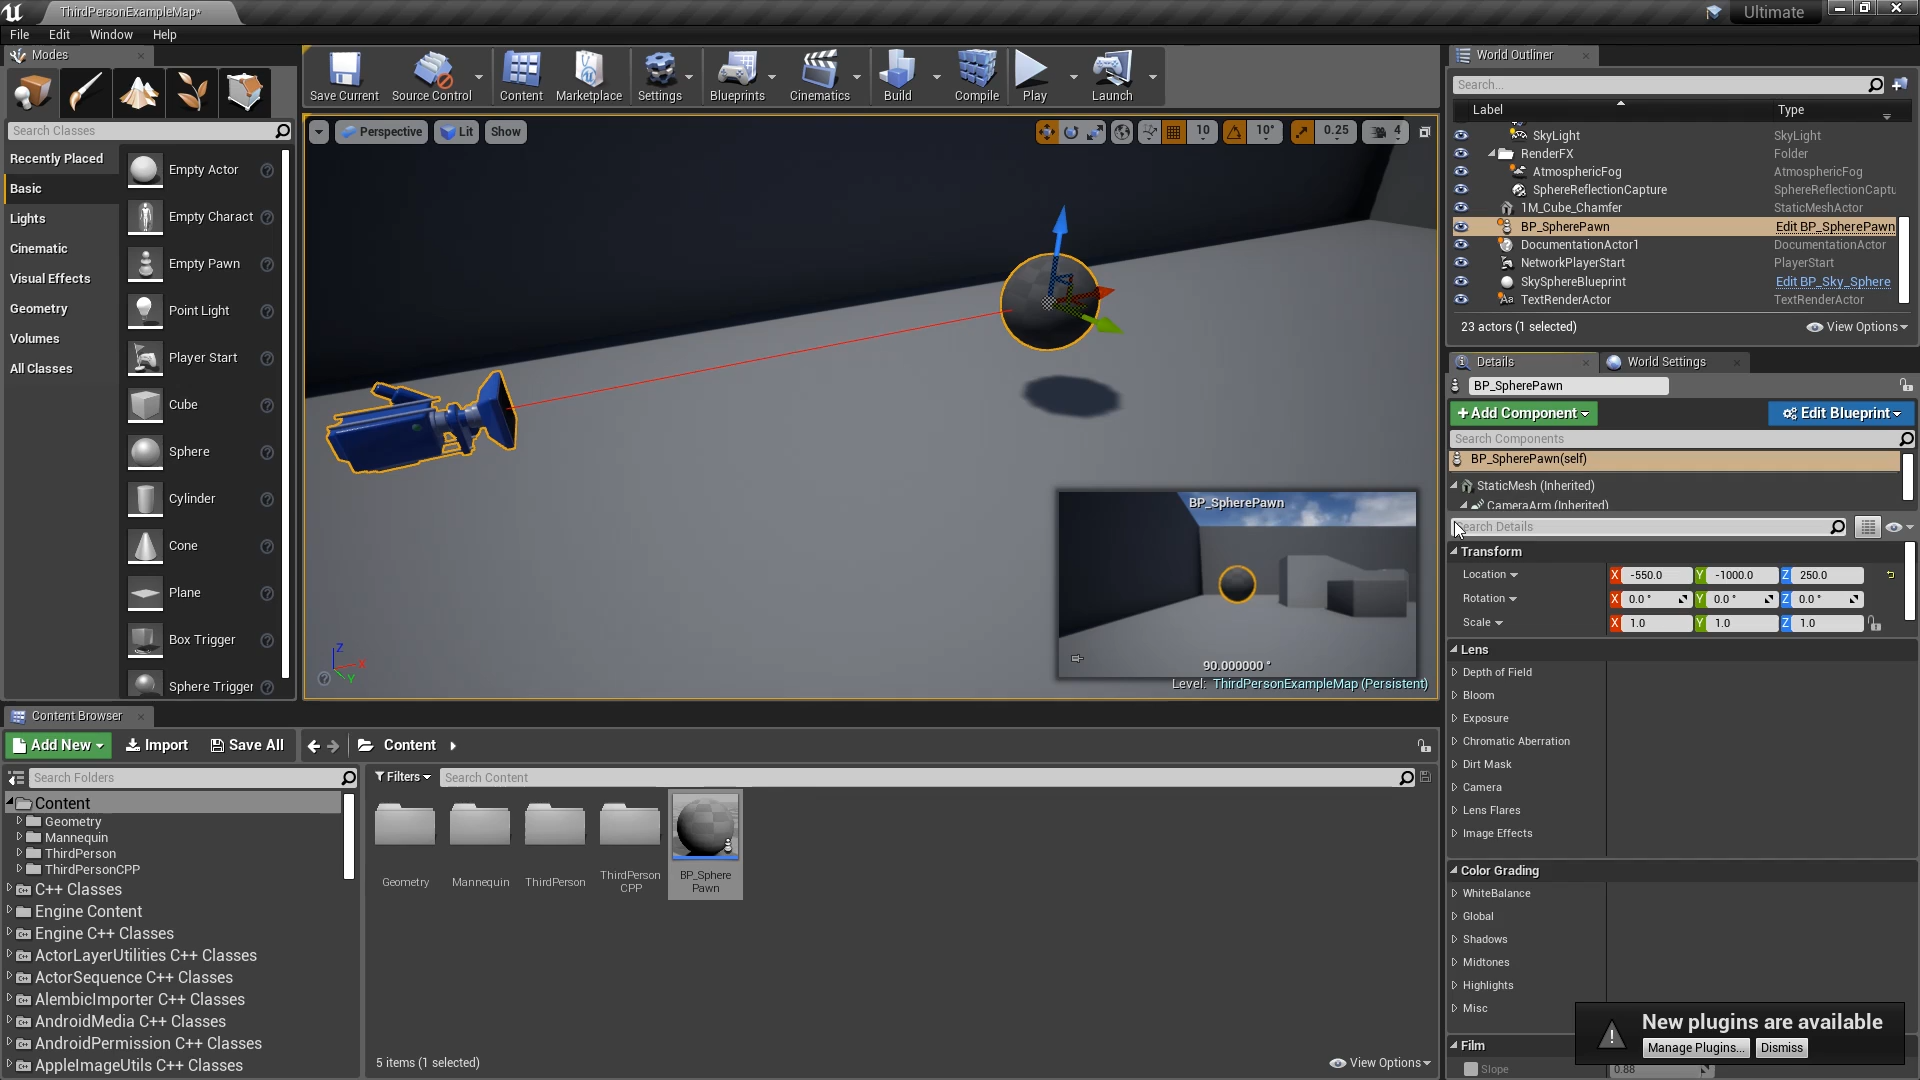 ThirdPersonExampleMap*
Ultimate
File Edit Window Help
Modes
Search Classes
Recently Placed
Basic
Lights
Cinematic
Visual Effects
Geometry
Volumes
All Classes
Empty Actor
Empty Charact
Empty Pawn
Point Light
Player Start
Cube
Sphere
Cylinder
Cone
Plane
Box Trigger
Sphere Trigger
Save Current
Source Control
Content
Marketplace
Settings
Blueprints
Cinematics
Build
Compile
Play
Launch
Perspective Lit Show
10 10° 0.25 4
BP_SpherePawn
90.000000 °
Level: ThirdPersonExampleMap (Persistent)
Z
X
Y
World Outliner
Search...
Label Type
SkyLight SkyLight
RenderFX Folder
AtmosphericFog AtmosphericFog
SphereReflectionCapture SphereReflectionCaptu
1M_Cube_Chamfer StaticMeshActor
BP_SpherePawn Edit BP_SpherePawn
DocumentationActor1 DocumentationActor
NetworkPlayerStart PlayerStart
SkySphereBlueprint Edit BP_Sky_Sphere
TextRenderActor TextRenderActor
23 actors (1 selected) View Options
Details World Settings
BP_SpherePawn
+Add Component Edit Blueprint
Search Components
BP_SpherePawn(self)
StaticMesh (Inherited)
CameraArm (Inherited)
Search Details
Transform
Location X -550.0 Y -1000.0 Z 250.0
Rotation X 0.0 ° Y 0.0 ° Z 0.0 °
Scale X 1.0 Y 1.0 Z 1.0
Lens
Depth of Field
Bloom
Exposure
Chromatic Aberration
Dirt Mask
Camera
Lens Flares
Image Effects
Color Grading
WhiteBalance
Global
Shadows
Midtones
Highlights
Misc
Film
Slope 0.88
New plugins are available
Manage Plugins... Dismiss
Content Browser
Add New Import Save All Content
Search Folders
Content
Geometry
Mannequin
ThirdPerson
ThirdPersonCPP
C++ Classes
Engine Content
Engine C++ Classes
ActorLayerUtilities C++ Classes
ActorSequence C++ Classes
AlembicImporter C++ Classes
AndroidMedia C++ Classes
AndroidPermission C++ Classes
AppleImageUtils C++ Classes
Filters Search Content
Geometry
Mannequin
ThirdPerson
ThirdPerson
CPP
BP_Sphere
Pawn
5 items (1 selected)
View Options